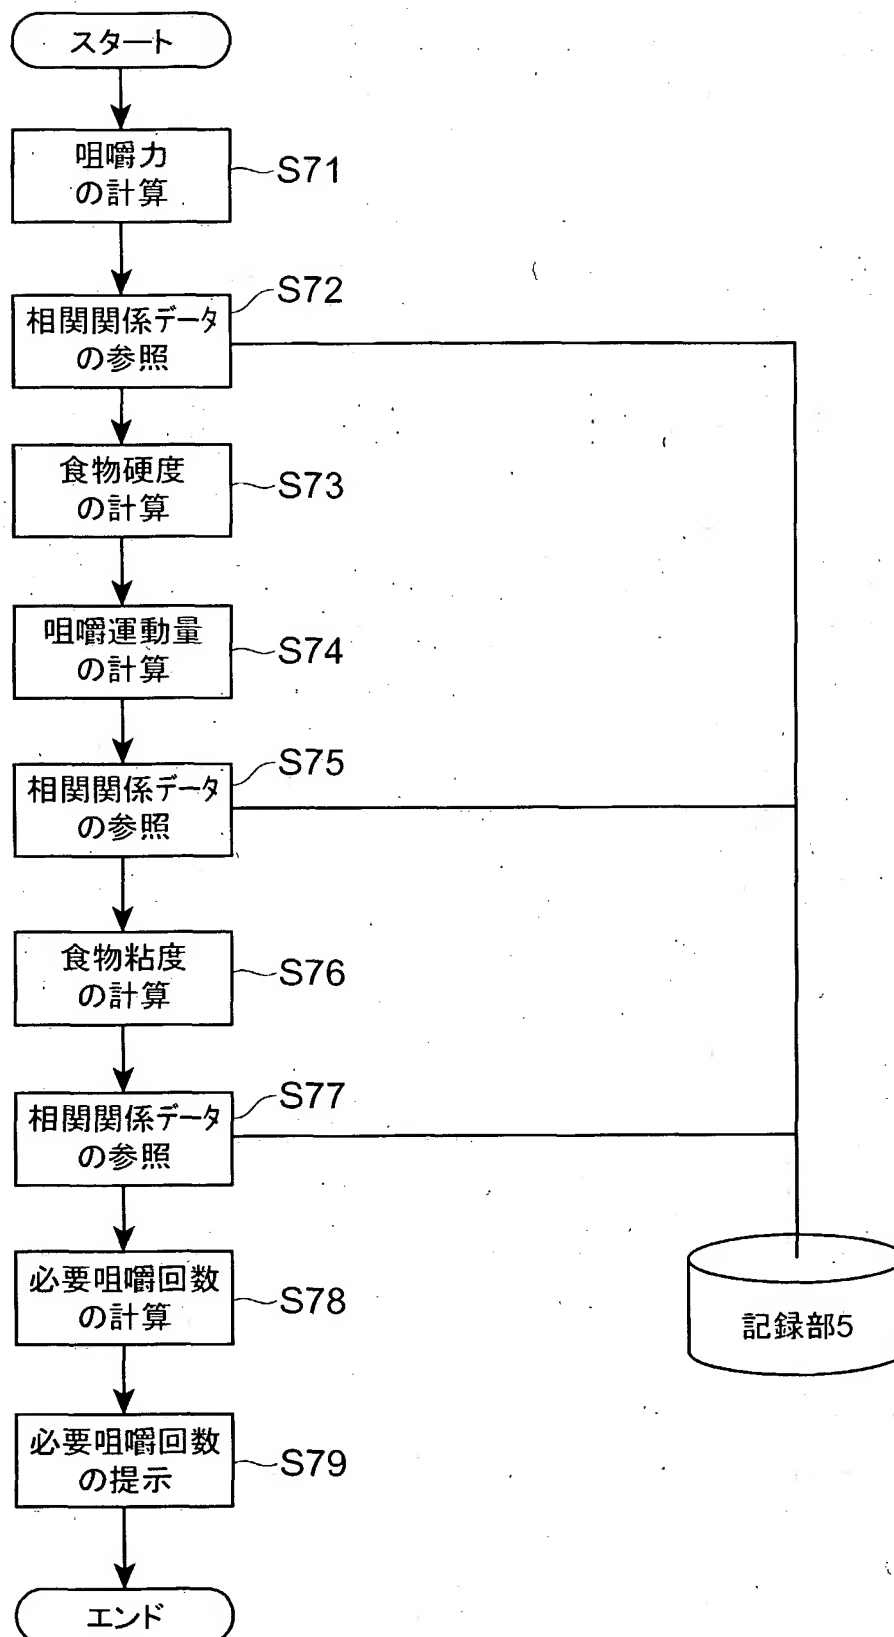 スタート
咀嚼力
の計算
S71
相関関係データ
の参照
S72
食物硬度
の計算
S73
咀嚼運動量
の計算
S74
相関関係データ
の参照
S75
食物粘度
の計算
S76
相関関係データ
の参照
S77
必要咀嚼回数
の計算
S78
記録部5
必要咀嚼回数
の提示
S79
エンド